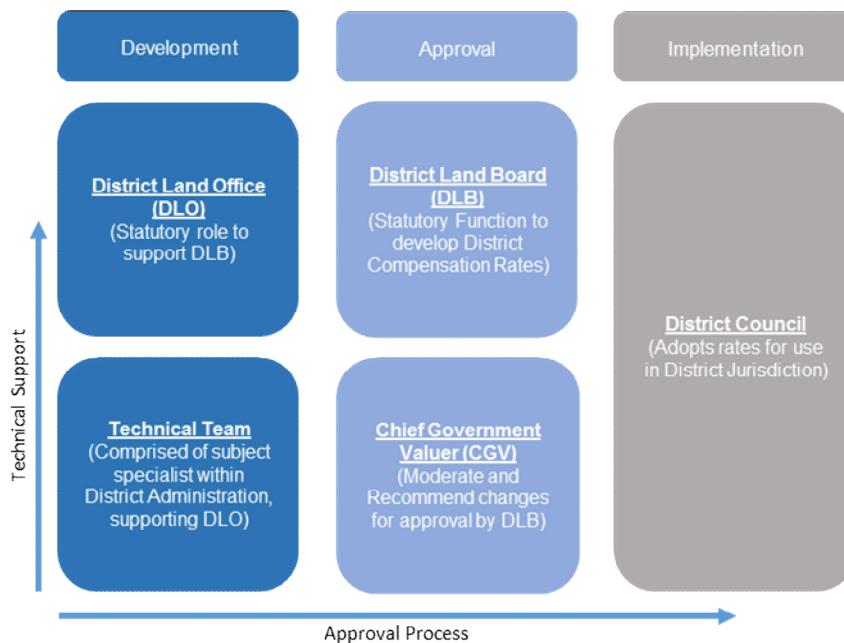 Development
Approval
Implementation
District Land Office
(DLO)
(Statutory role to
support DLB)
District Land Board
(DLB)
(Statutory Function to
develop District
Compensation Rates)
District Council
(Adopts rates for use
in District Jurisdiction)
Technical Team
(Comprised of subject
specialist within
District Administration,
supporting DLO)
Chief Government
Valuer (CGV)
(Moderate and
Recommend changes
for approval by DLB)
Technical Support
Approval Process